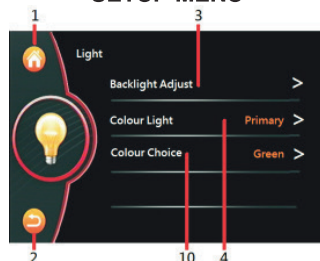 SETUP MENU
1 3
Light
Backlight Adjust >
Colour Light Primary >
Colour Choice Green >
2 10 4